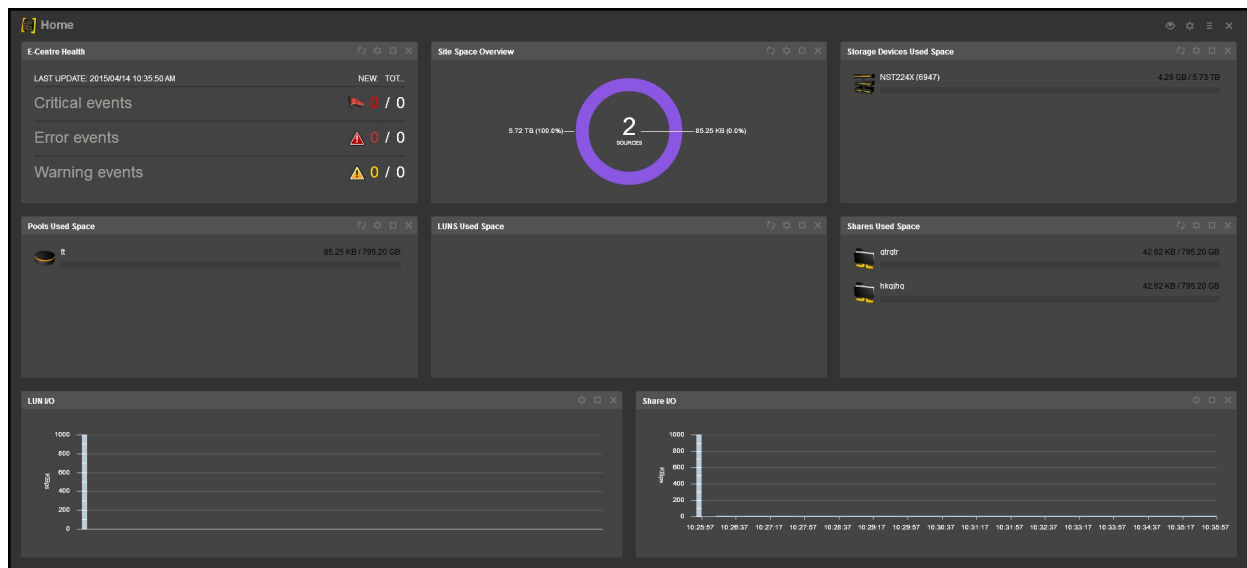 Home
E-Centre Health
LAST UPDATE: 2015/04/14 10:35:50 AM NEW: TOT...
Critical events 0 / 0
Error events 0 / 0
Warning events 0 / 0
Site Space Overview
5.72 TB (100.0%) 2 85.25 KB (0.0%)
SOURCES
Storage Devices Used Space
NST224X (6947) 4.29 GB / 5.73 TB
Pools Used Space
tt 85.25 KB / 795.20 GB
LUNS Used Space
Shares Used Space
qtrqtr 42.62 KB / 795.20 GB
hkqjhq 42.62 KB / 795.20 GB
LUN I/O
1000
800
600
400
200
0
KBps
Share I/O
1000
800
600
400
200
0
KBps
10:25:57 10:26:37 10:27:17 10:27:57 10:28:37 10:29:17 10:29:57 10:30:37 10:31:17 10:31:57 10:32:37 10:33:17 10:33:57 10:34:37 10:35:17 10:35:57